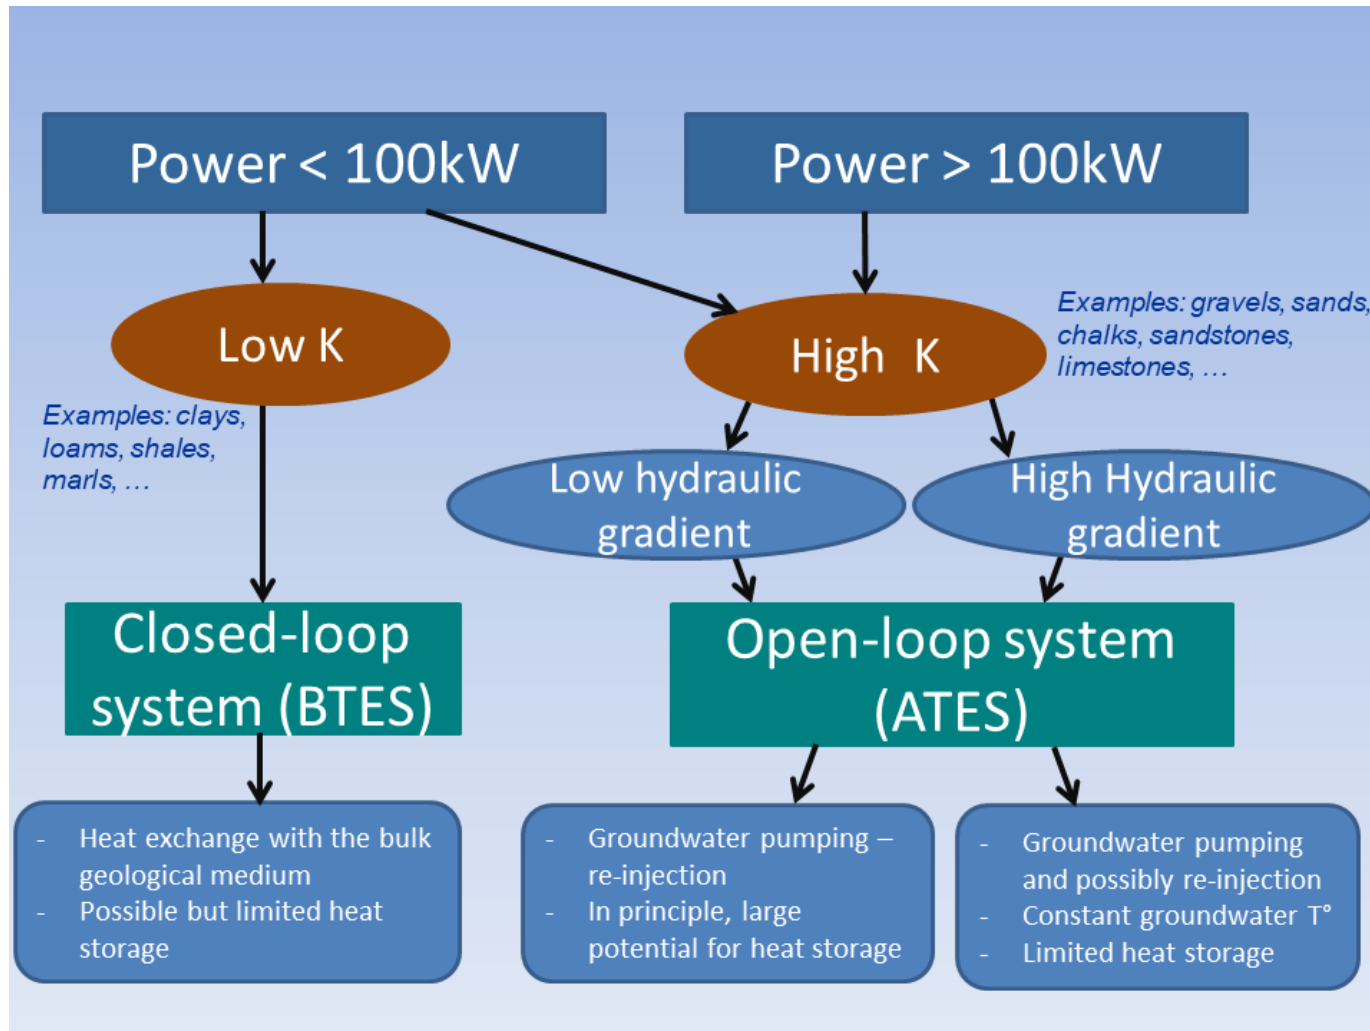 Power < 100kW
Power > 100kW
Low K
High K
Examples: gravels, sands,
chalks, sandstones,
limestones, …
Examples: clays,
loams, shales,
marls, …
Low hydraulic
gradient
High Hydraulic
gradient
Closed-loop
system (BTES)
Open-loop system
(ATES)
- Heat exchange with the bulk
geological medium
- Possible but limited heat
storage
- Groundwater pumping –
re-injection
- In principle, large
potential for heat storage
- Groundwater pumping
and possibly re-injection
- Constant groundwater T°
- Limited heat storage